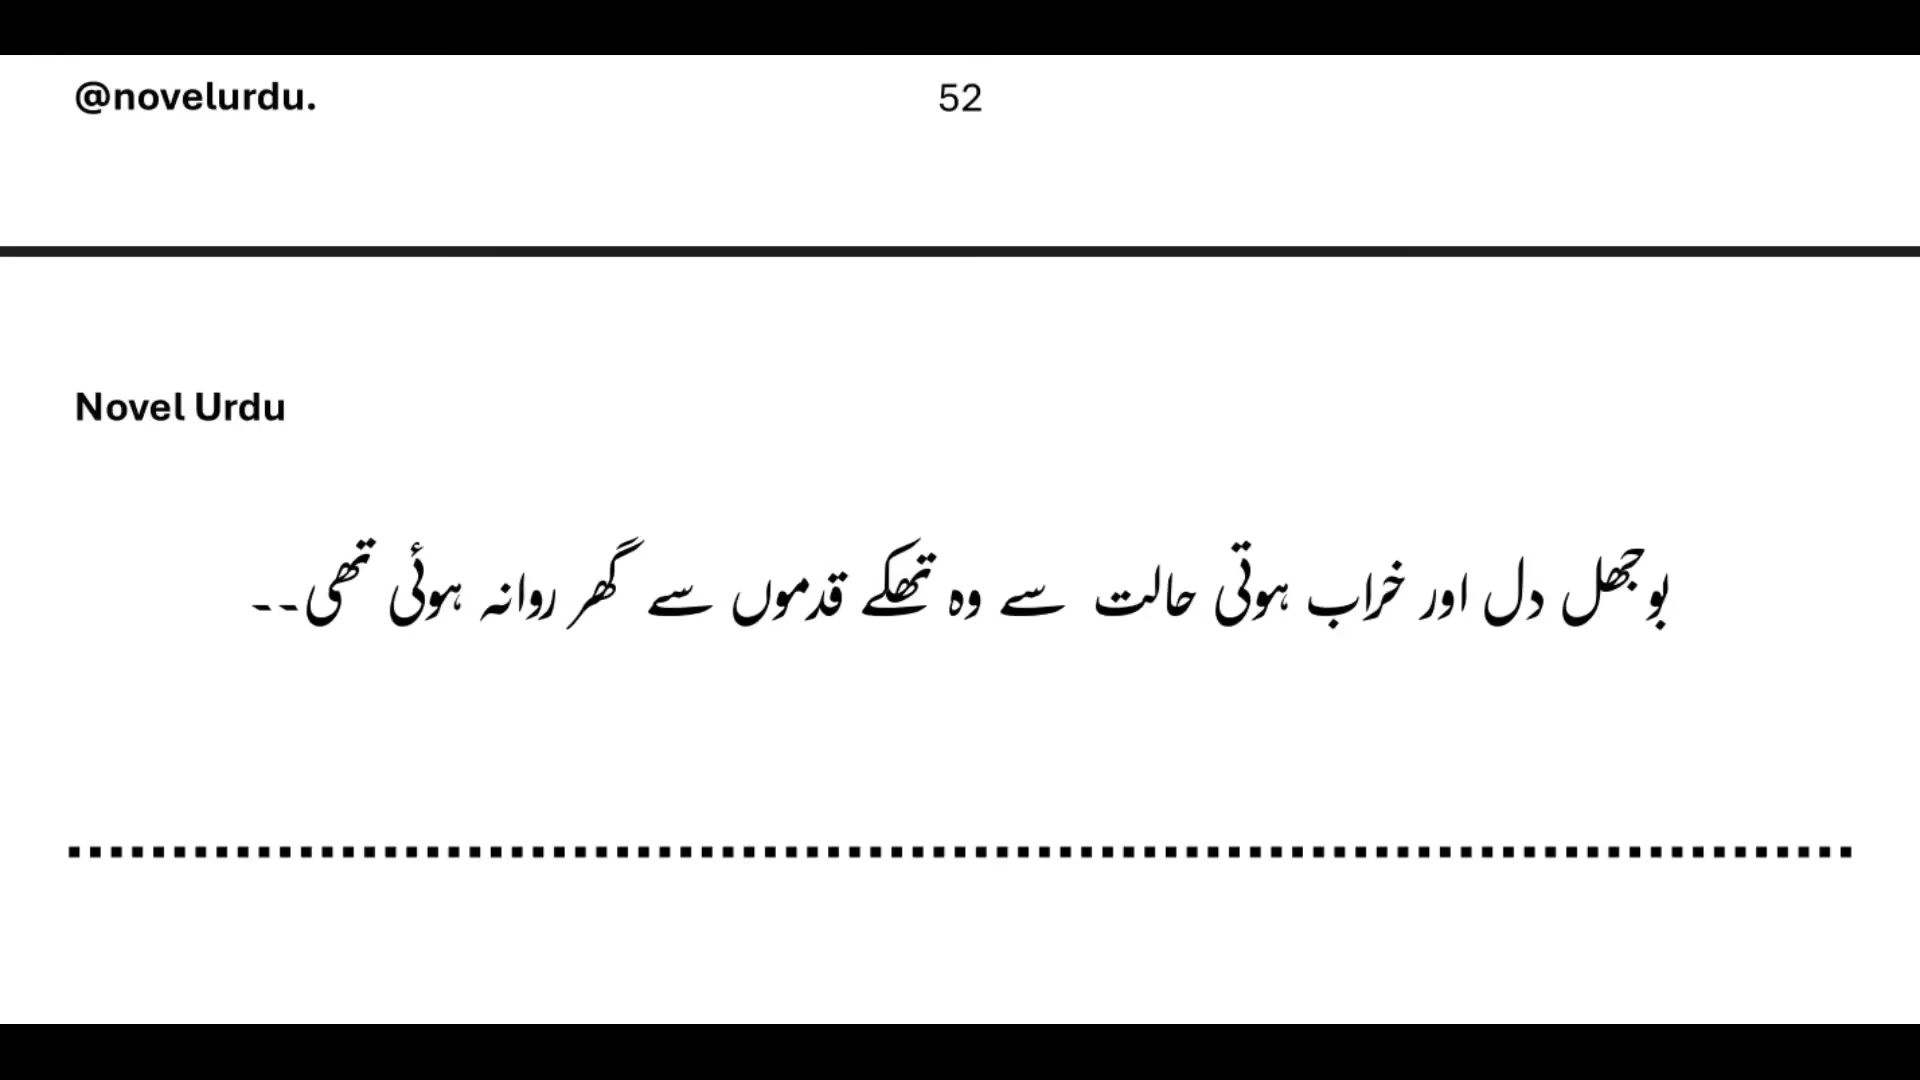 @novelurdu.
52
Novel Urdu
بوجھل دل اور خراب ہوتی حالت سے وہ تھکے قدموں سے گھر روانہ ہوئی تھی--